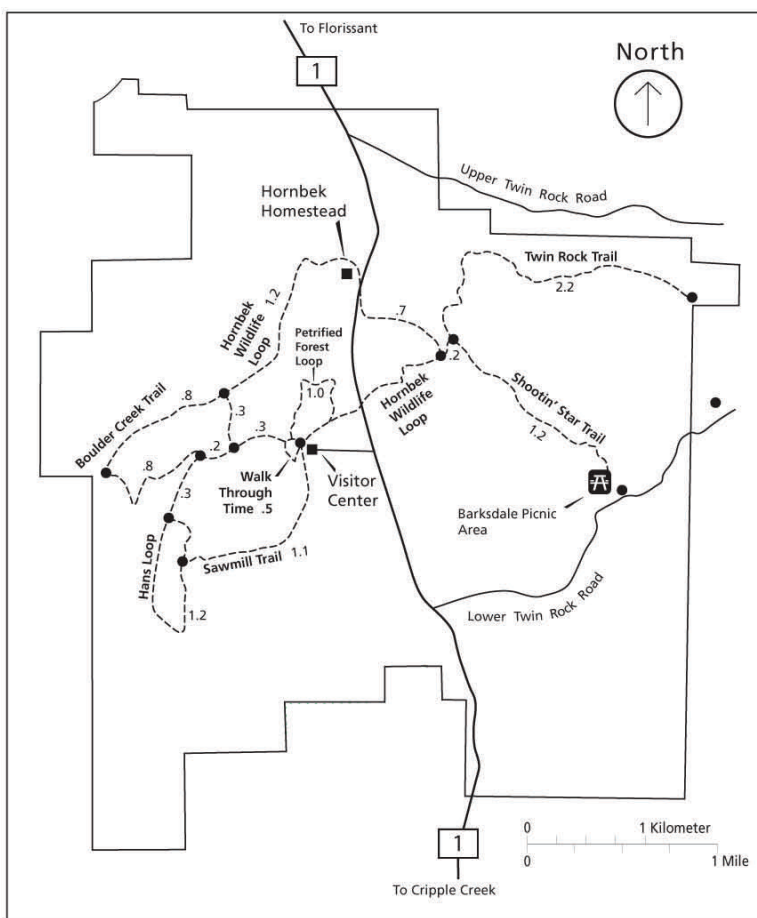 To Florissant
1
North
Upper Twin Rock Road
Hornbek
Homestead
Twin Rock Trail
2.2
1.2
Hornbek
Wildlife
Loop
.7
Petrified
Forest
Loop
1.0
.2
Hornbek
Wildlife
Loop
Shootin' Star Trail
1.2
Boulder Creek Trail
.8
.3
.3
.2
.8
.3
Walk
Through
Time .5
Visitor
Center
Barksdale Picnic
Area
Hans Loop
Sawmill Trail 1.1
1.2
Lower Twin Rock Road
0 1 Kilometer
0 1 Mile
1
To Cripple Creek